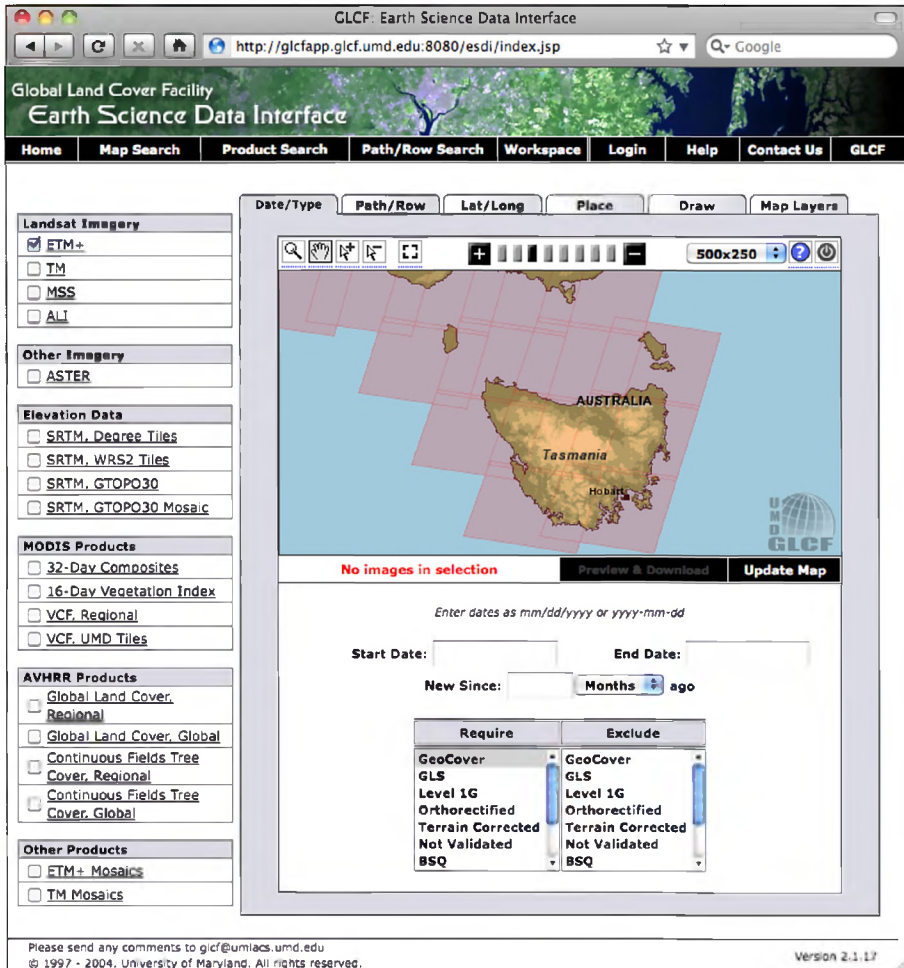 GLCF: Earth Science Data Interface
http://glcfapp.glcf.umd.edu:8080/esdi/index.jsp
Google
Global Land Cover Facility
Earth Science Data Interface
Home Map Search Product Search Path/Row Search Workspace Login Help Contact Us GLCF
Date/Type Path/Row Lat/Long Place Draw Map Layers
Landsat Imagery
ETM+
TM
MSS
ALI
Other Imagery
ASTER
Elevation Data
SRTM, Degree Tiles
SRTM, WRS2 Tiles
SRTM, GTOPO30
SRTM, GTOPO30 Mosaic
MODIS Products
32-Day Composites
16-Day Vegetation Index
VCF, Regional
VCF, UMD Tiles
AVHRR Products
Global Land Cover,
Regional
Global Land Cover, Global
Continuous Fields Tree
Cover, Regional
Continuous Fields Tree
Cover, Global
Other Products
ETM+ Mosaics
TM Mosaics
500x250
AUSTRALIA
Tasmania
Hobart
UMD
GLCF
No images in selection Preview & Download Update Map
Enter dates as mm/dd/yyyy or yyyy-mm-dd
Start Date: End Date:
New Since: Months ago
Require Exclude
GeoCover GeoCover
GLS GLS
Level 1G Level 1G
Orthorectified Orthorectified
Terrain Corrected Terrain Corrected
Not Validated Not Validated
BSQ BSQ
Please send any comments to glcf@umiacs.umd.edu
© 1997 - 2004, University of Maryland. All rights reserved.
Version 2.1.17